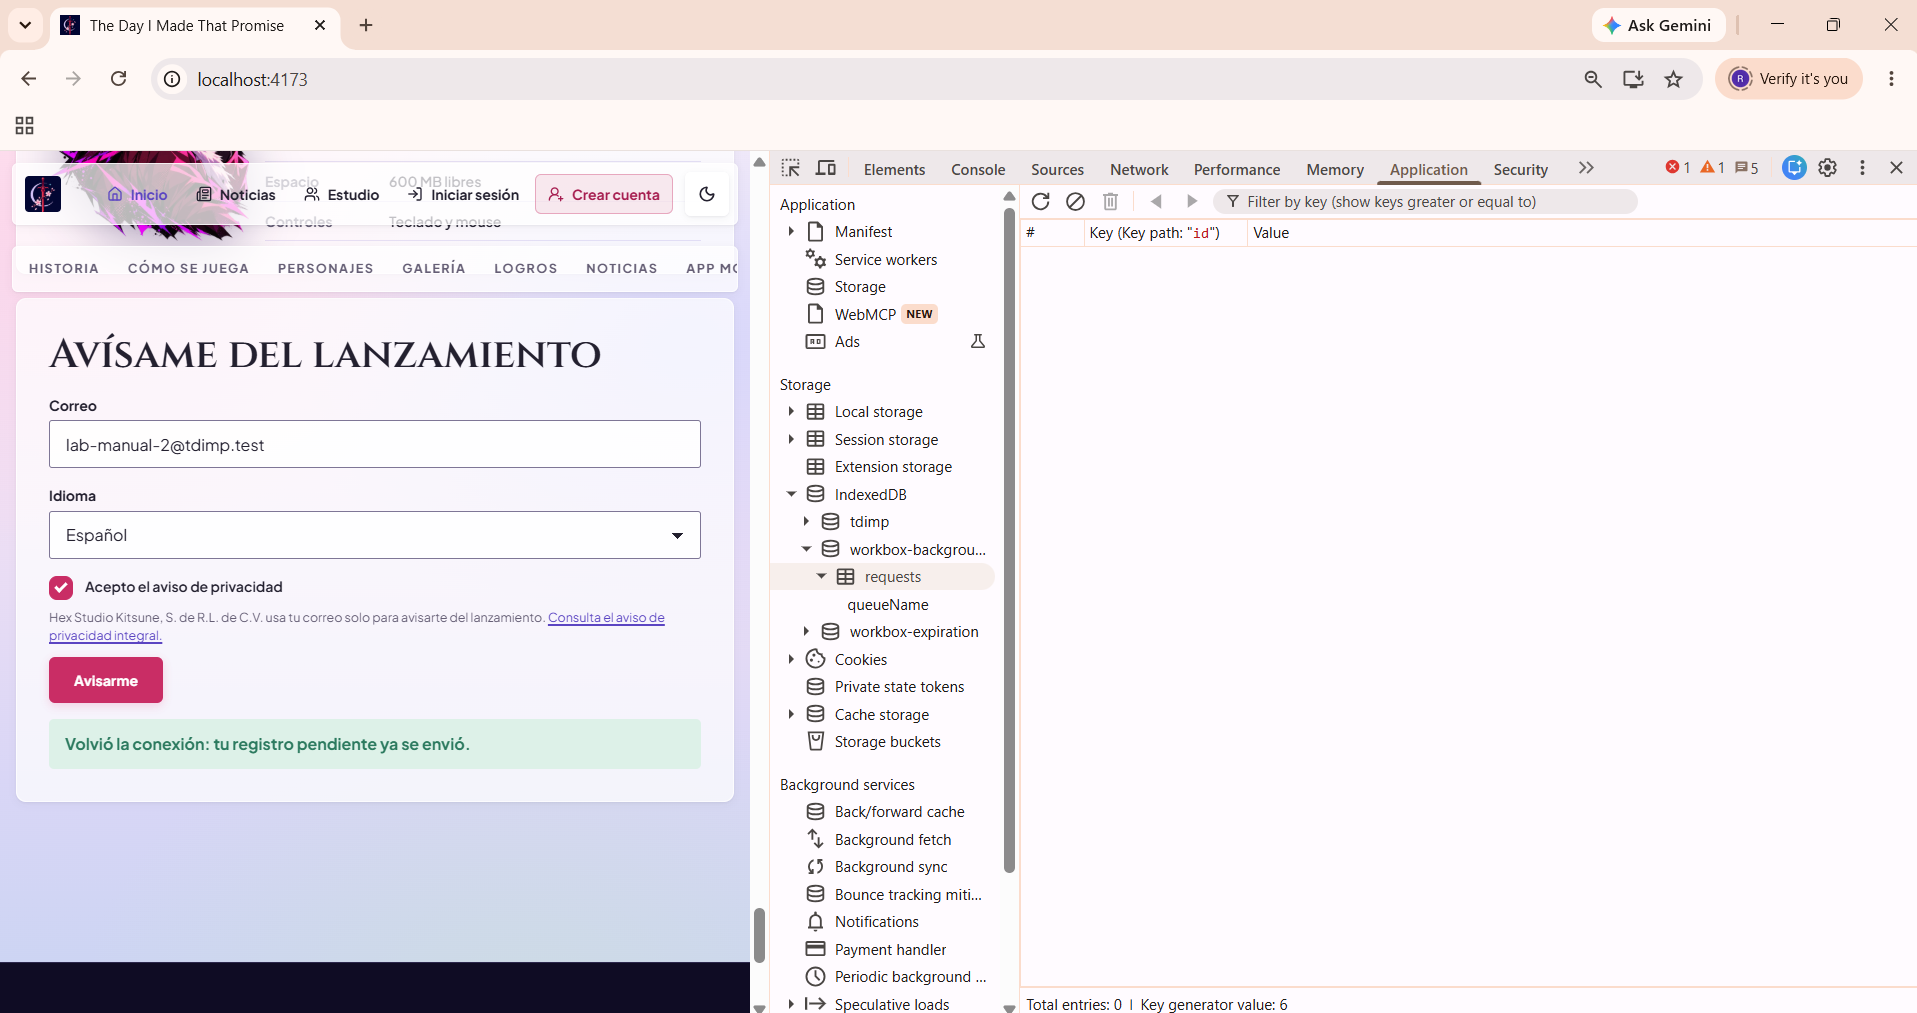 The Day I Made That Promise
Ask Gemini
localhost:4173
Verify it's you
R
Espacio 600 MB libres
Inicio Noticias Estudio Iniciar sesión Crear cuenta
Controles Teclado y mouse
HISTORIA CÓMO SE JUEGA PERSONAJES GALERÍA LOGROS NOTICIAS APP MO
Avísame del lanzamiento
Correo
lab-manual-2@tdimp.test
Idioma
Español
Acepto el aviso de privacidad
Hex Studio Kitsune, S. de R.L. de C.V. usa tu correo solo para avisarte del lanzamiento. Consulta el aviso de
privacidad integral.
Avisarme
Volvió la conexión: tu registro pendiente ya se envió.
Elements Console Sources Network Performance Memory Application Security 1 1 5
Application
Manifest
Service workers
Storage
WebMCP NEW
Ads
Storage
Local storage
Session storage
Extension storage
IndexedDB
tdimp
workbox-backgrou...
requests
queueName
workbox-expiration
Cookies
Private state tokens
Cache storage
Storage buckets
Background services
Back/forward cache
Background fetch
Background sync
Bounce tracking miti...
Notifications
Payment handler
Periodic background ...
Speculative loads
Filter by key (show keys greater or equal to)
# Key (Key path: "id") Value
Total entries: 0 | Key generator value: 6